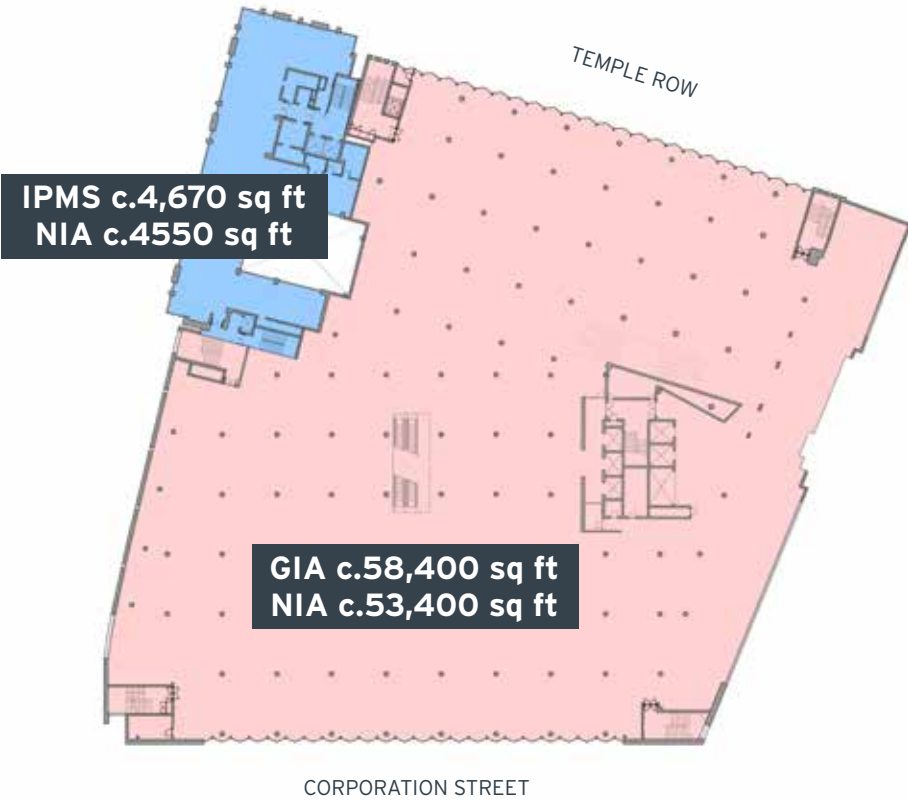 TEMPLE ROW
IPMS c.4,670 sq ft
NIA c.4550 sq ft
GIA c.58,400 sq ft
NIA c.53,400 sq ft
CORPORATION STREET